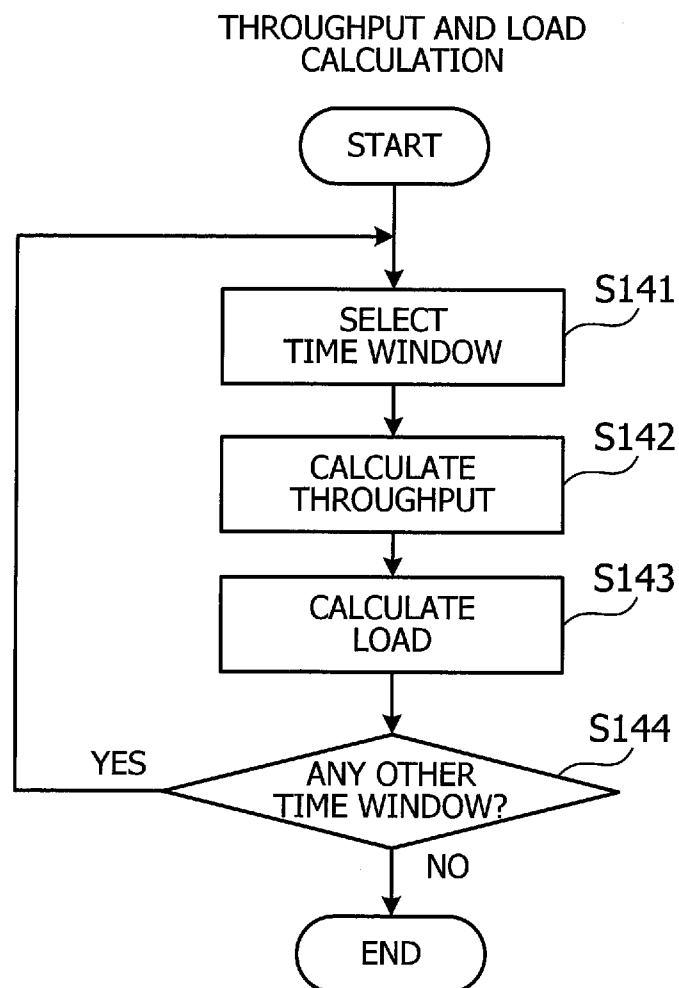 THROUGHPUT AND LOAD
CALCULATION
START
S141
SELECT
TIME WINDOW
S142
CALCULATE
THROUGHPUT
S143
CALCULATE
LOAD
S144
YES
ANY OTHER
TIME WINDOW?
NO
END